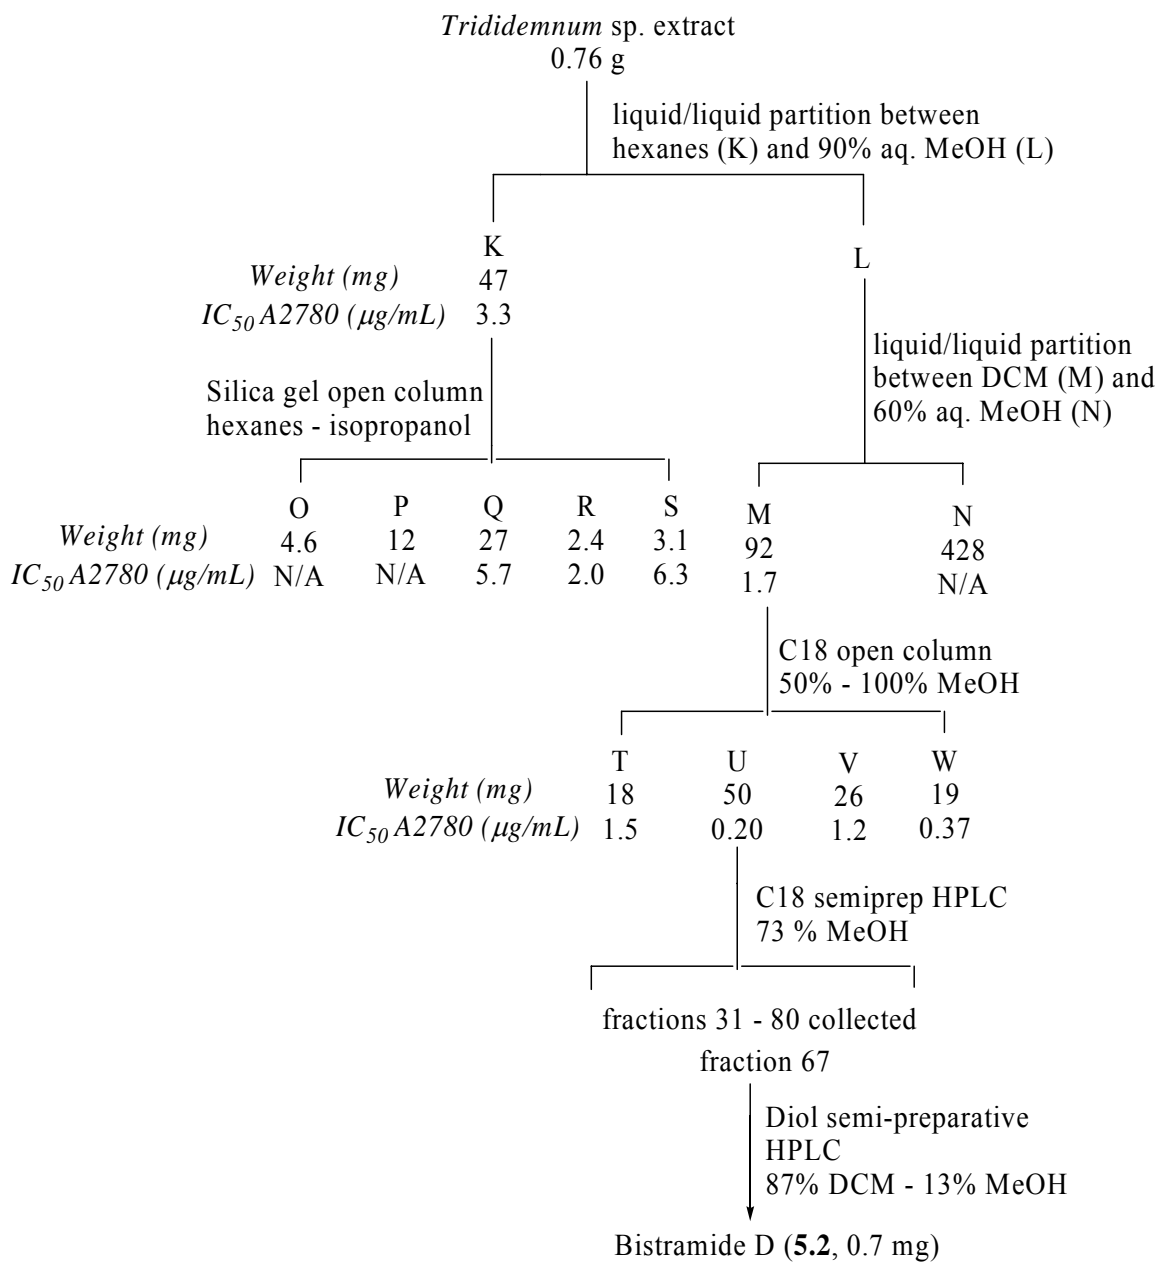 Trididemnum sp. extract
0.76 g
liquid/liquid partition between
hexanes (K) and 90% aq. MeOH (L)
K
L
Weight (mg) 47
IC50 A2780 (μg/mL) 3.3
liquid/liquid partition
between DCM (M) and
60% aq. MeOH (N)
Silica gel open column
hexanes - isopropanol
O P Q R S M N
Weight (mg) 4.6 12 27 2.4 3.1 92 428
IC50 A2780 (μg/mL) N/A N/A 5.7 2.0 6.3 1.7 N/A
C18 open column
50% - 100% MeOH
T U V W
Weight (mg) 18 50 26 19
IC50 A2780 (μg/mL) 1.5 0.20 1.2 0.37
C18 semiprep HPLC
73 % MeOH
fractions 31 - 80 collected
fraction 67
Diol semi-preparative
HPLC
87% DCM - 13% MeOH
Bistramide D (5.2, 0.7 mg)